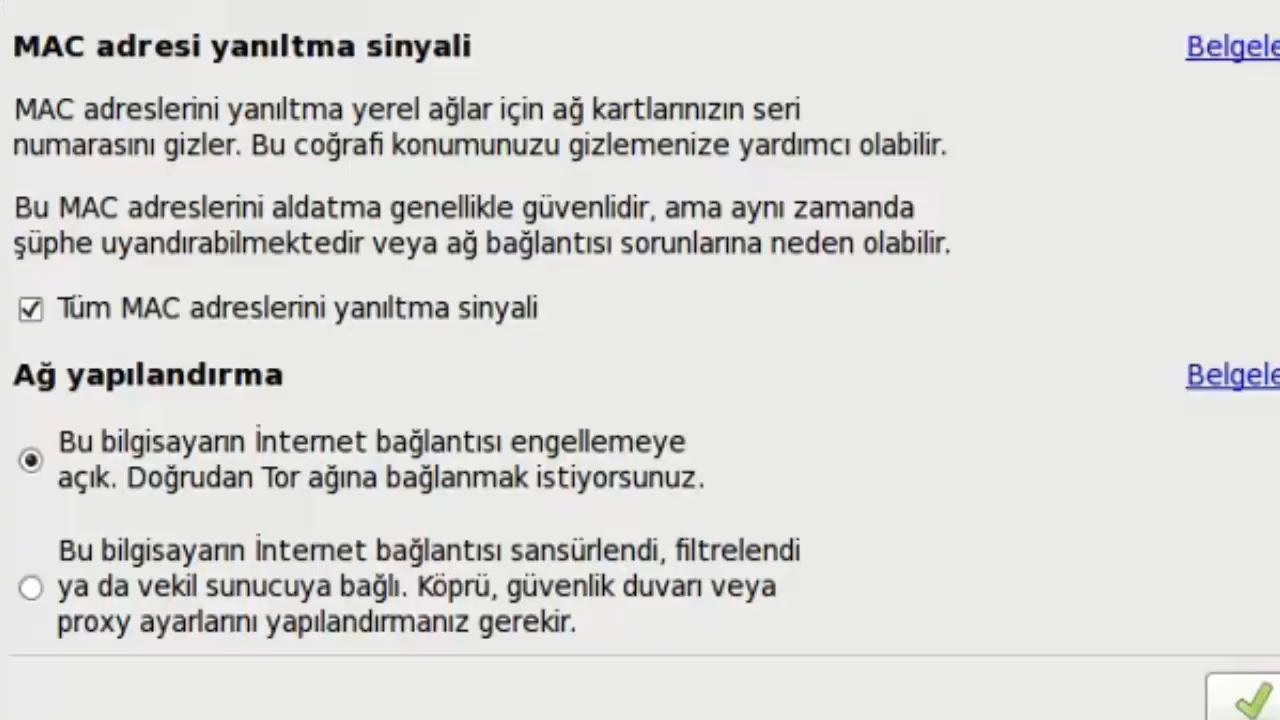 MAC adresi yanıltma sinyali
Belgele
MAC adreslerini yanıltma yerel ağlar için ağ kartlarınızın seri
numarasını gizler. Bu coğrafi konumunuzu gizlemenize yardımcı olabilir.
Bu MAC adreslerini aldatma genellikle güvenlidir, ama aynı zamanda
şüphe uyandırabilmektedir veya ağ bağlantısı sorunlarına neden olabilir.
Tüm MAC adreslerini yanıltma sinyali
Ağ yapılandırma
Belgele
Bu bilgisayarın İnternet bağlantısı engellemeye
açık. Doğrudan Tor ağına bağlanmak istiyorsunuz.
Bu bilgisayarın İnternet bağlantısı sansürlendi, filtrelendi
ya da vekil sunucuya bağlı. Köprü, güvenlik duvarı veya
proxy ayarlarını yapılandırmanız gerekir.